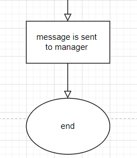 message is sent
to manager
end